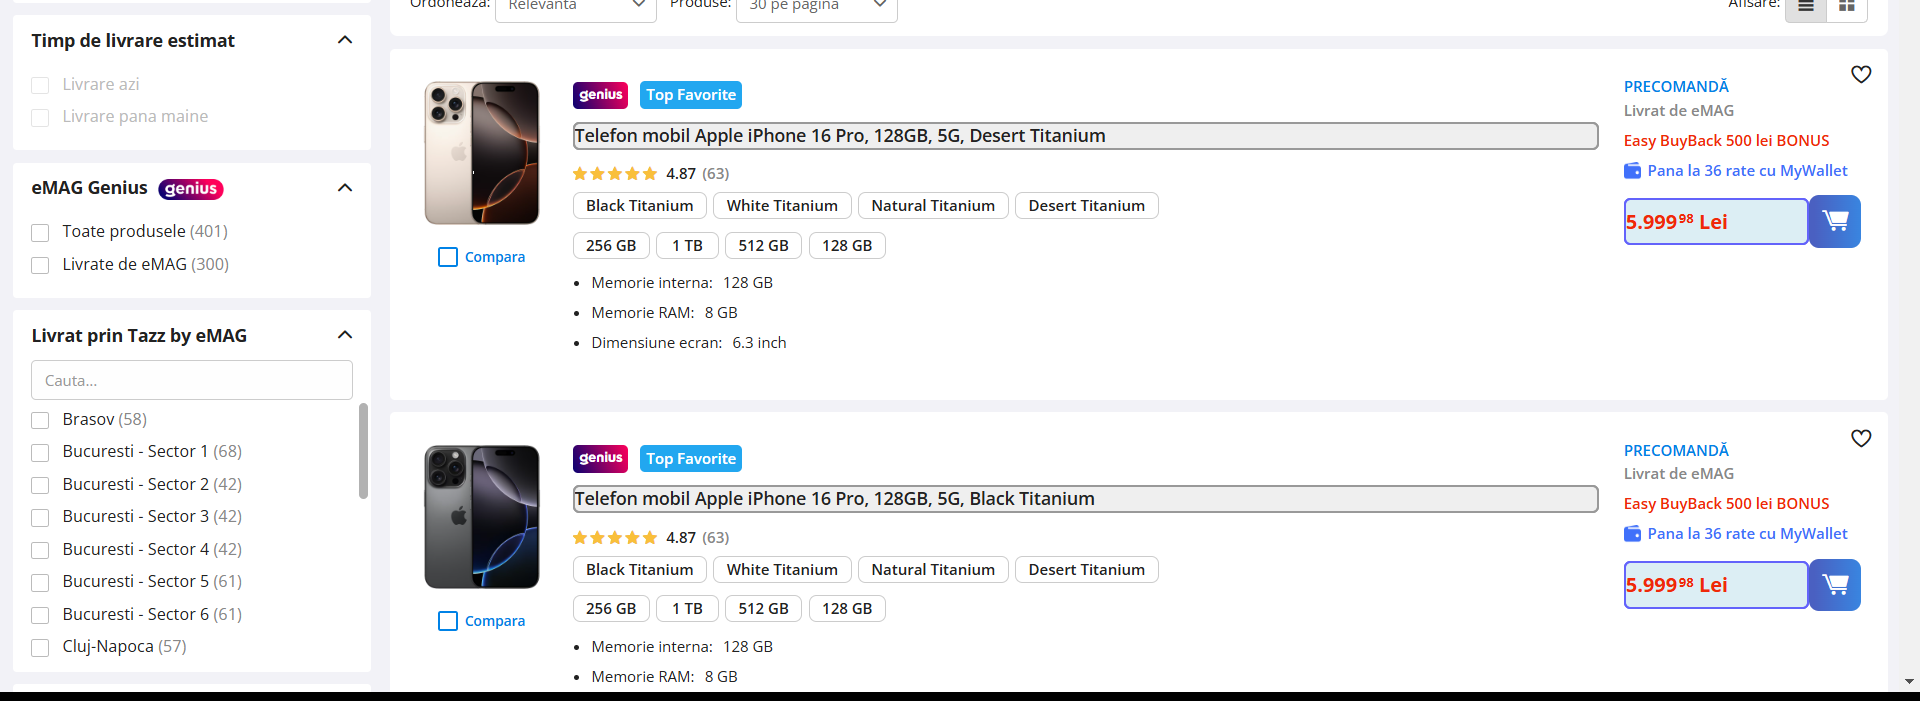 Ordoneaza: Relevanta Produse: 30 pe pagina Afisare:
Timp de livrare estimat
Livrare azi
Livrare pana maine
eMAG Genius genius
Toate produsele (401)
Livrate de eMAG (300)
Livrat prin Tazz by eMAG
Cauta...
Brasov (58)
Bucuresti - Sector 1 (68)
Bucuresti - Sector 2 (42)
Bucuresti - Sector 3 (42)
Bucuresti - Sector 4 (42)
Bucuresti - Sector 5 (61)
Bucuresti - Sector 6 (61)
Cluj-Napoca (57)
genius Top Favorite
Telefon mobil Apple iPhone 16 Pro, 128GB, 5G, Desert Titanium
4.87 (63)
Black Titanium White Titanium Natural Titanium Desert Titanium
256 GB 1 TB 512 GB 128 GB
Compara
• Memorie interna: 128 GB
• Memorie RAM: 8 GB
• Dimensiune ecran: 6.3 inch
PRECOMANDĂ
Livrat de eMAG
Easy BuyBack 500 lei BONUS
Pana la 36 rate cu MyWallet
5.999⁹⁸ Lei
genius Top Favorite
Telefon mobil Apple iPhone 16 Pro, 128GB, 5G, Black Titanium
4.87 (63)
Black Titanium White Titanium Natural Titanium Desert Titanium
256 GB 1 TB 512 GB 128 GB
Compara
• Memorie interna: 128 GB
• Memorie RAM: 8 GB
PRECOMANDĂ
Livrat de eMAG
Easy BuyBack 500 lei BONUS
Pana la 36 rate cu MyWallet
5.999⁹⁸ Lei